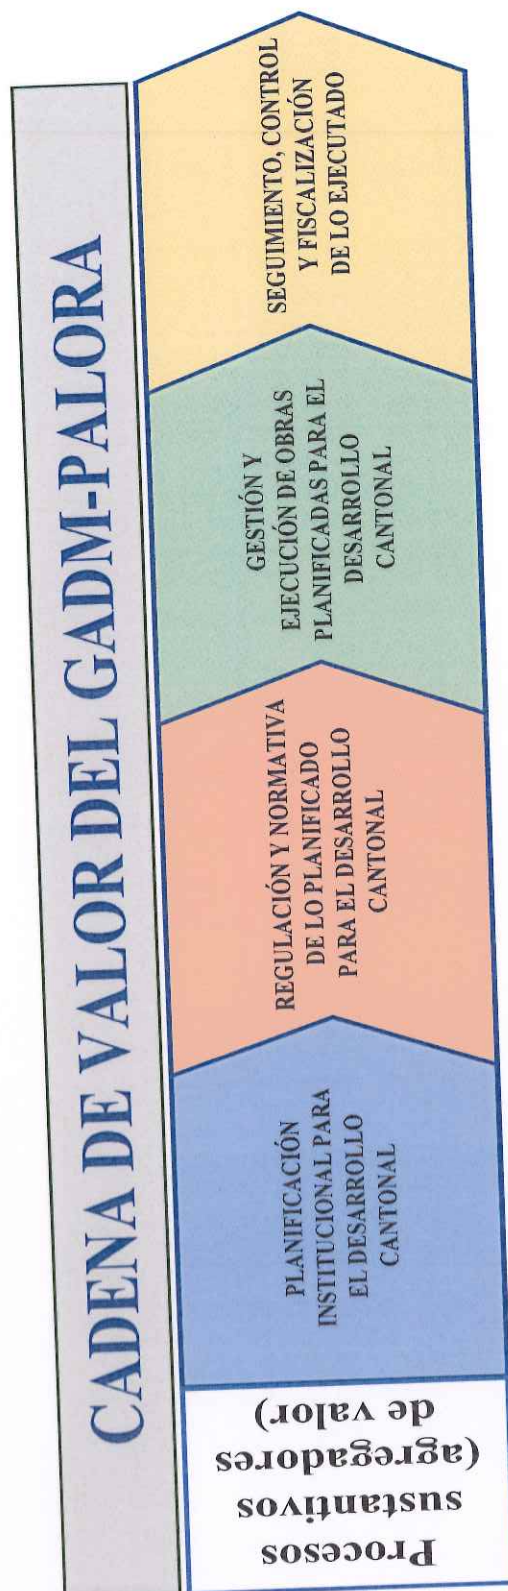 CADENA DE VALOR DEL GADM-PALORA
Procesos
sustantivos
(agregadores
de valor)
PLANIFICACIÓN
INSTITUCIONAL PARA
EL DESARROLLO
CANTONAL
REGULACIÓN Y NORMATIVA
DE LO PLANIFICADO
PARA EL DESARROLLO
CANTONAL
GESTIÓN Y
EJECUCIÓN DE OBRAS
PLANIFICADAS PARA EL
DESARROLLO
CANTONAL
SEGUIMIENTO, CONTROL
Y FISCALIZACIÓN
DE LO EJECUTADO